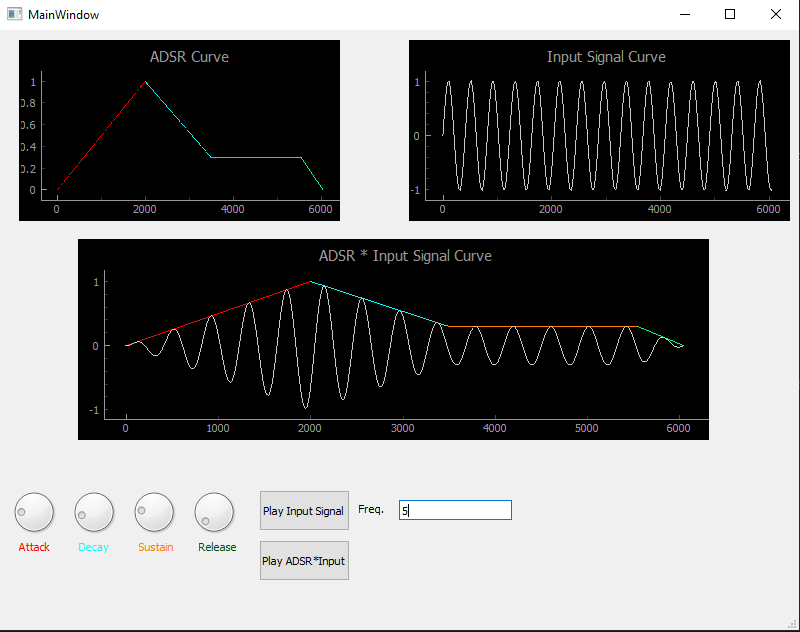 MainWindow
ADSR Curve
1
0.8
0.6
0.4
0.2
0
0 2000 4000 6000
Input Signal Curve
1
0
-1
0 2000 4000 6000
ADSR * Input Signal Curve
1
0
-1
0 1000 2000 3000 4000 5000 6000
Attack Decay Sustain Release
Play Input Signal
Freq. 5
Play ADSR*Input